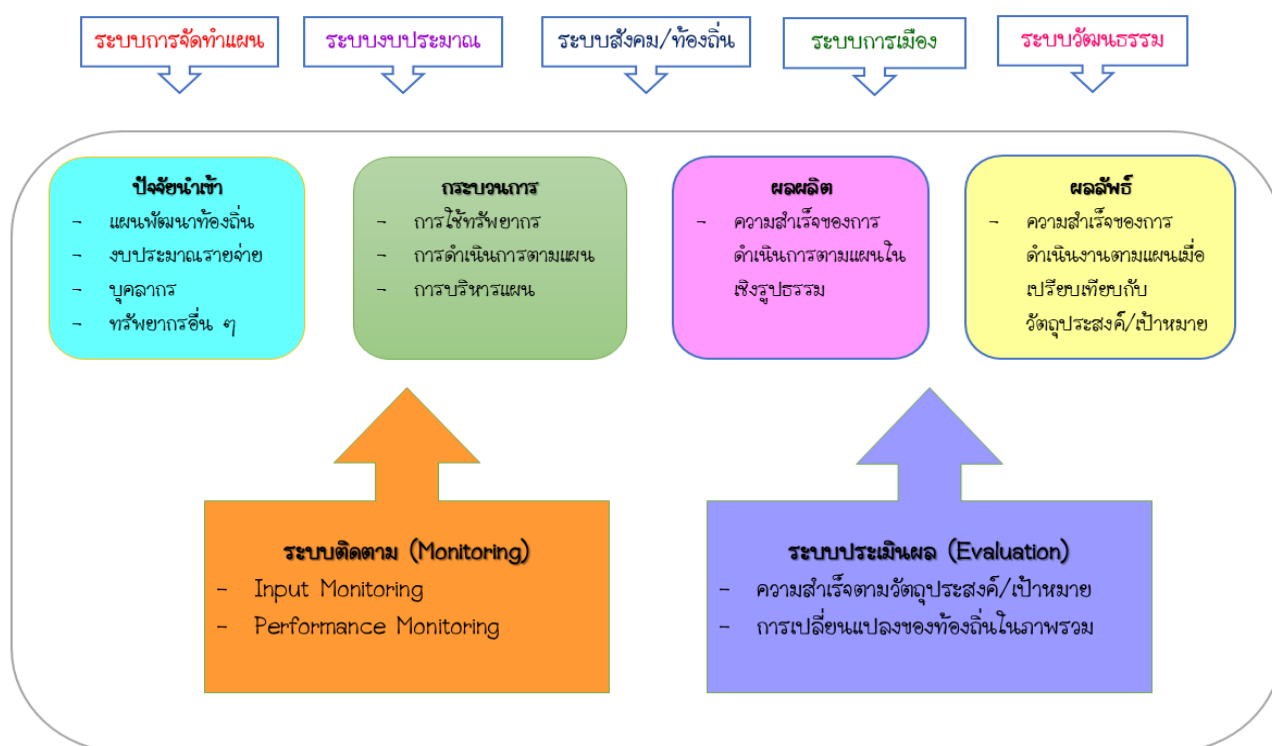 ระบบการจัดทำแผน
ระบบงบประมาณ
ระบบสังคม/ท้องถิ่น
ระบบการเมือง
ระบบวัฒนธรรม
ปัจจัยนำเข้า
- แผนพัฒนาท้องถิ่น
- งบประมาณรายจ่าย
- บุคลากร
- ทรัพยากรอื่น ๆ
กระบวนการ
- การใช้ทรัพยากร
- การดำเนินการตามแผน
- การบริหารแผน
ผลผลิต
- ความสำเร็จของการ
ดำเนินการตามแผนใน
เชิงรูปธรรม
ผลลัพธ์
- ความสำเร็จของการ
ดำเนินงานตามแผนเมื่อ
เปรียบเทียบกับ
วัตถุประสงค์/เป้าหมาย
ระบบติดตาม (Monitoring)
- Input Monitoring
- Performance Monitoring
ระบบประเมินผล (Evaluation)
- ความสำเร็จตามวัตถุประสงค์/เป้าหมาย
- การเปลี่ยนแปลงของท้องถิ่นในภาพรวม